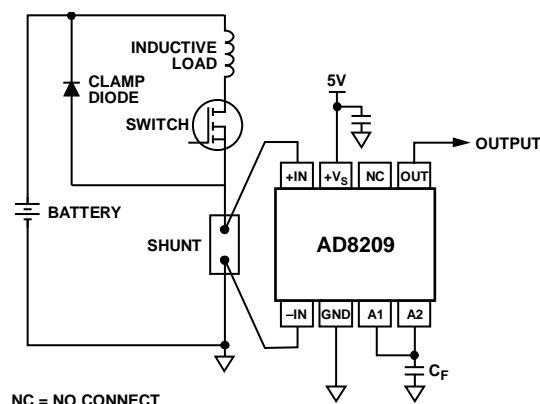 INDUCTIVE
LOAD
5V
CLAMP
DIODE
SWITCH
OUTPUT
+IN
+VS
NC
OUT
BATTERY
SHUNT
AD8209
–IN
GND
A1
A2
CF
NC = NO CONNECT